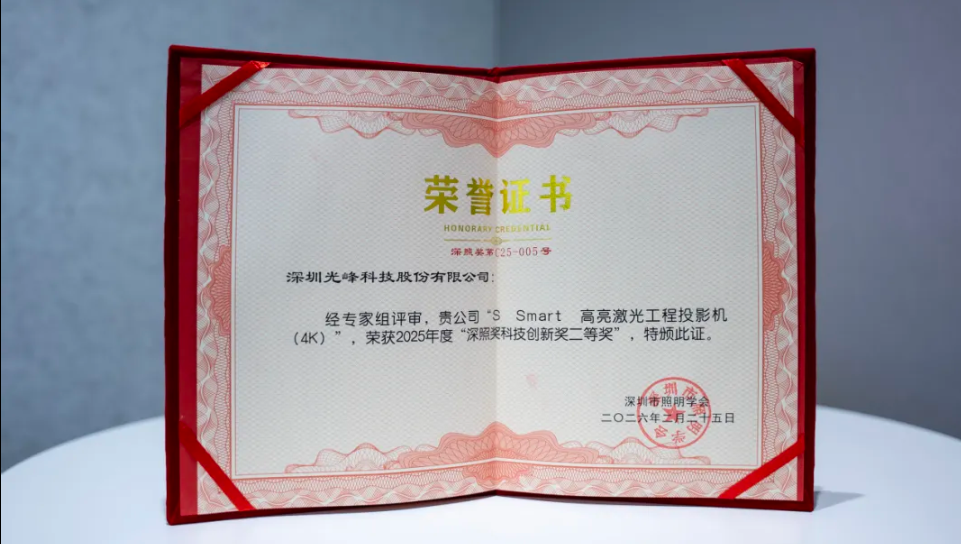 荣誉证书
HONORARY CREDENTIAL
深照奖第C25-005号
深圳光峰科技股份有限公司：
经专家组评审，贵公司“S Smart 高亮激光工程投影机
（4K）”，荣获2025年度“深照奖科技创新奖二等奖”，特颁此证。
深圳市照明学会
二〇二六年二月二十五日